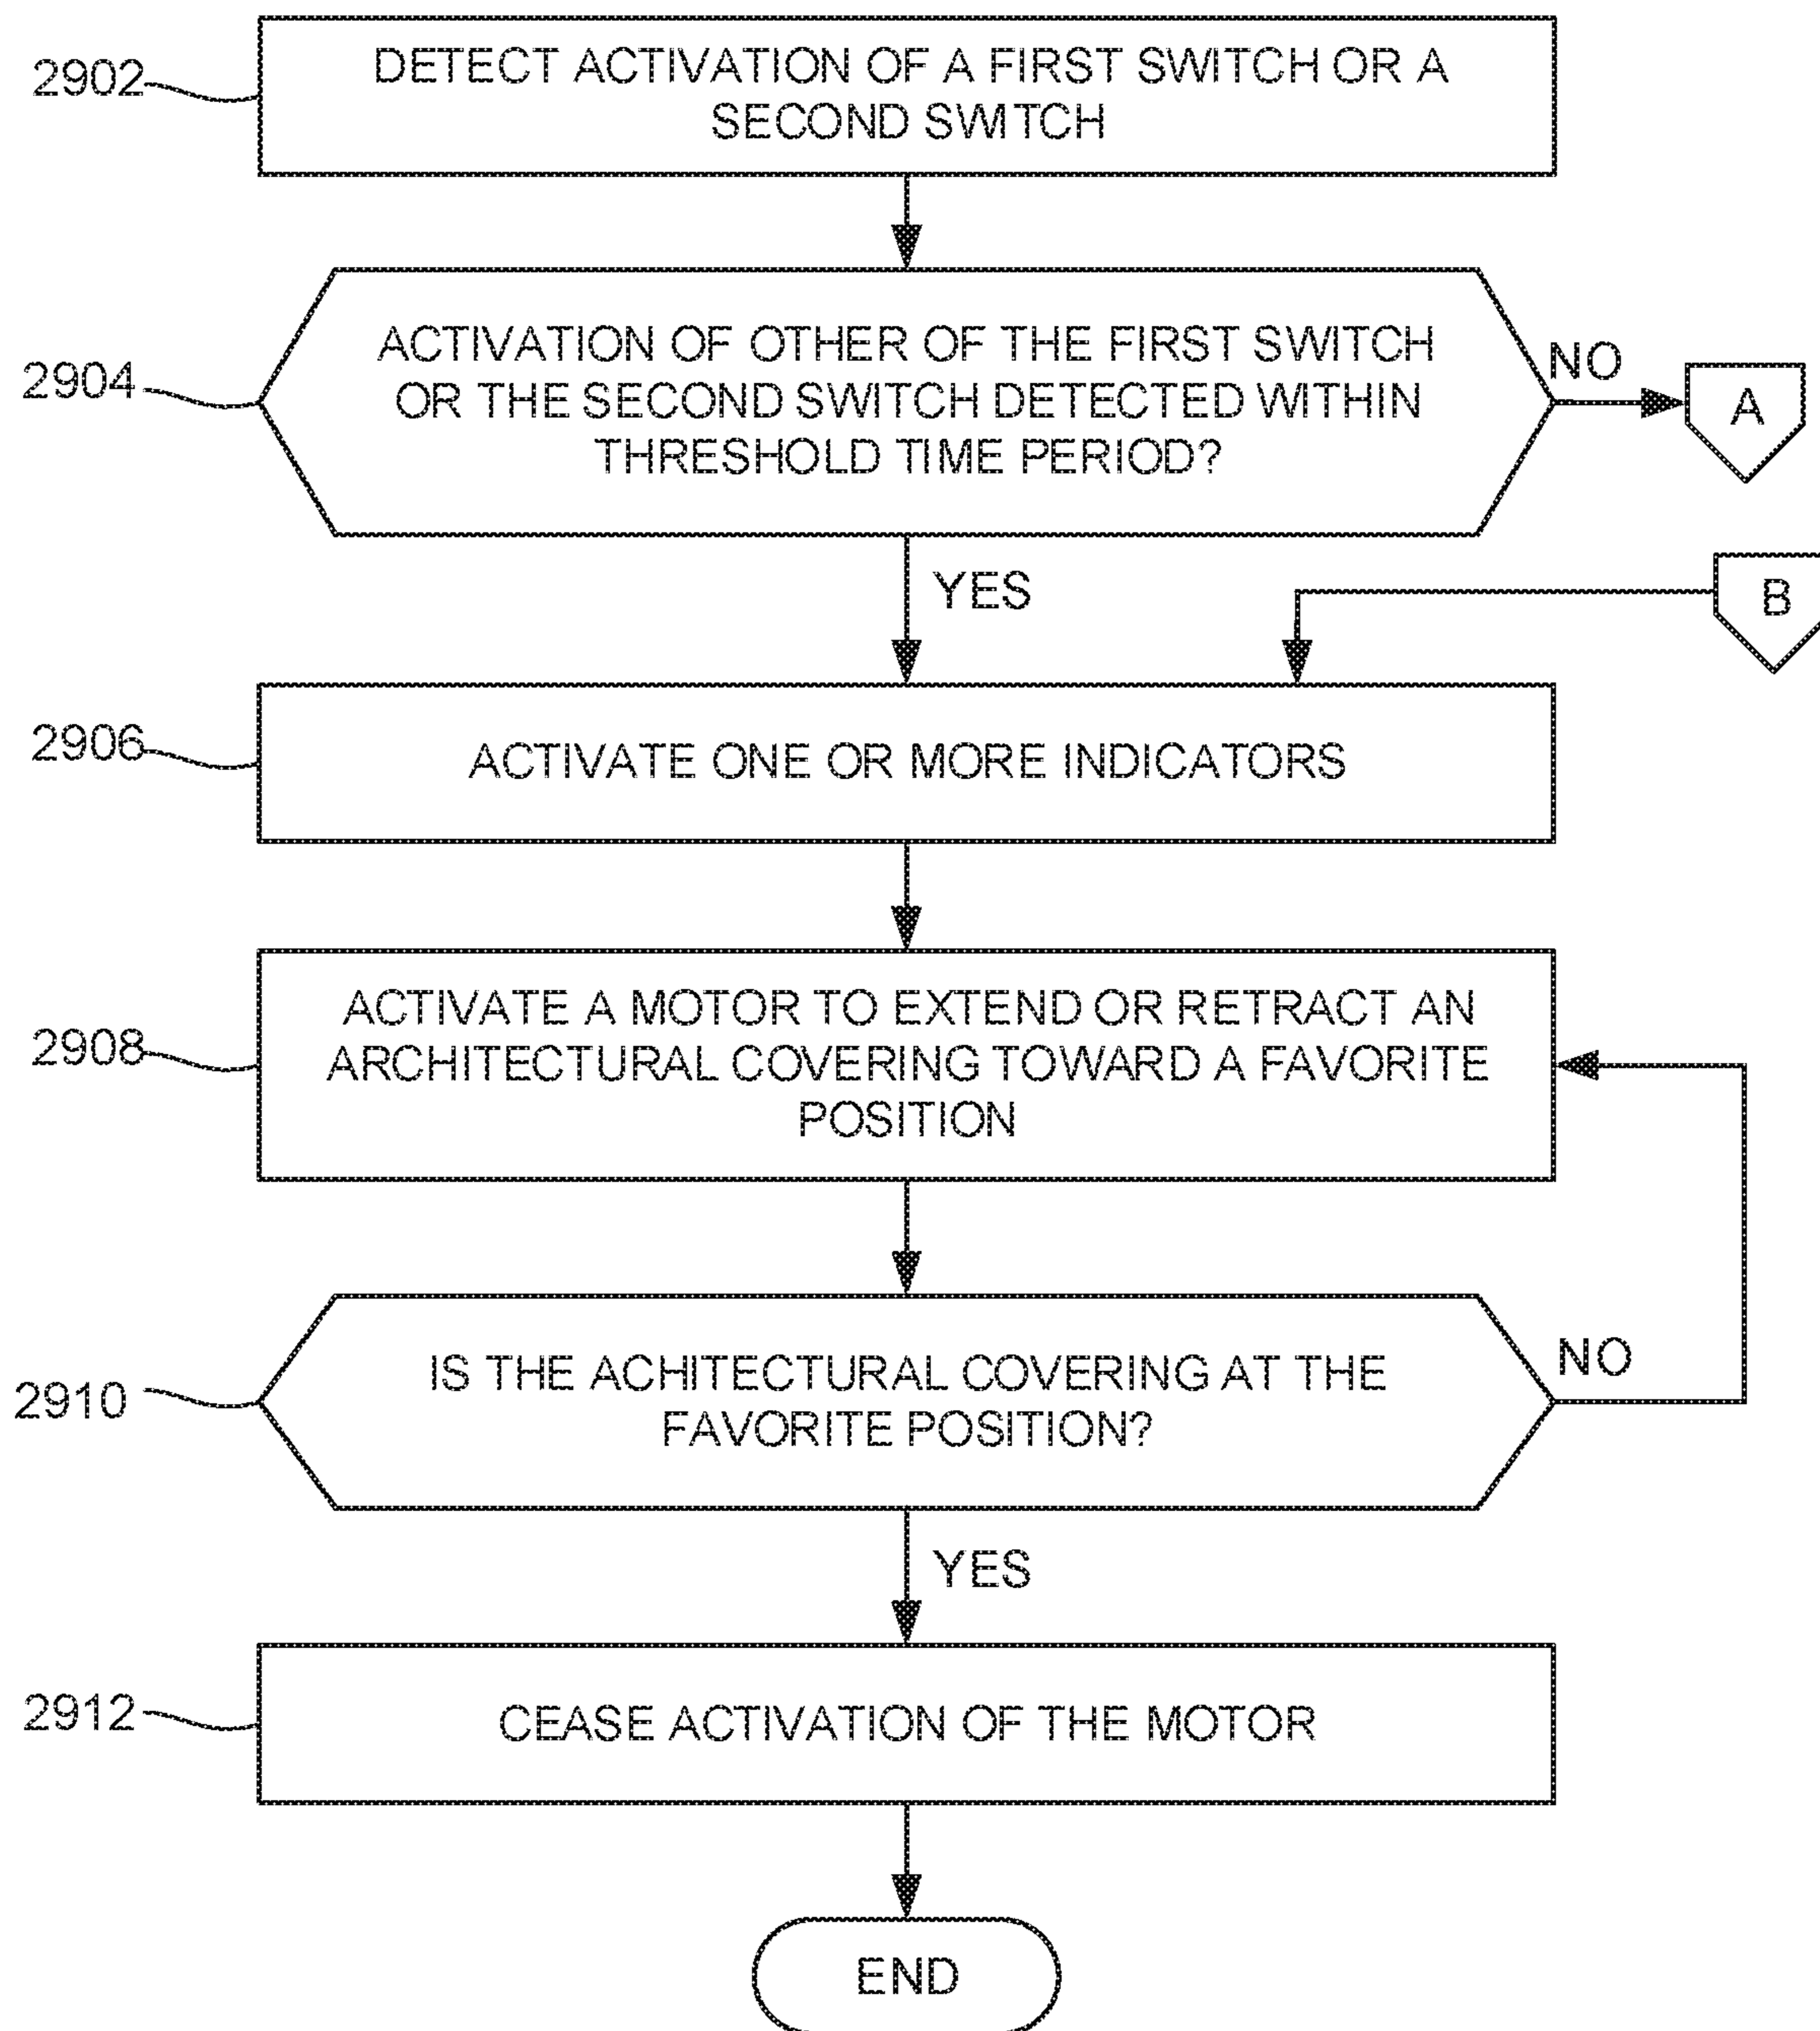 2902
DETECT ACTIVATION OF A FIRST SWITCH OR A
SECOND SWITCH
2904
ACTIVATION OF OTHER OF THE FIRST SWITCH
OR THE SECOND SWITCH DETECTED WITHIN
THRESHOLD TIME PERIOD?
NO
A
YES
B
2906
ACTIVATE ONE OR MORE INDICATORS
2908
ACTIVATE A MOTOR TO EXTEND OR RETRACT AN
ARCHITECTURAL COVERING TOWARD A FAVORITE
POSITION
2910
IS THE ACHITECTURAL COVERING AT THE
FAVORITE POSITION?
NO
YES
2912
CEASE ACTIVATION OF THE MOTOR
END